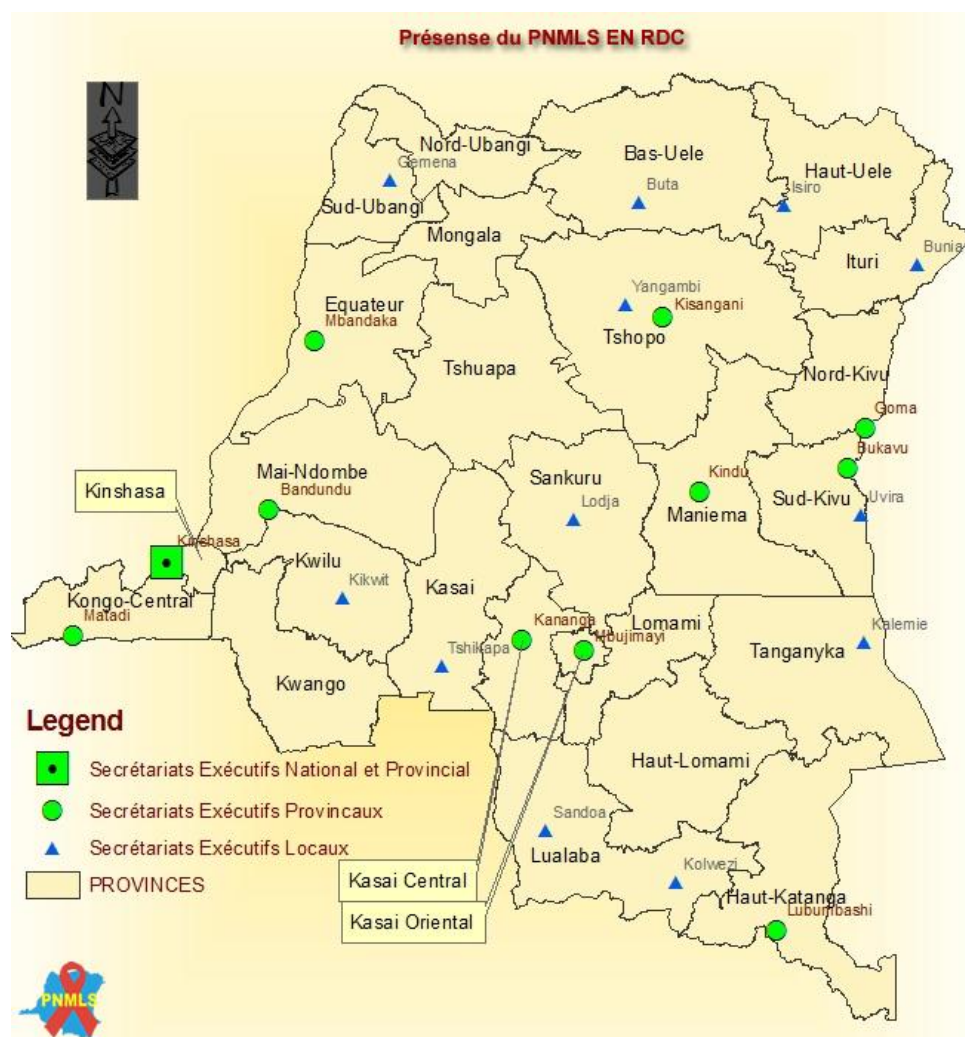 Présense du PNMLS EN RDC
N
Nord-Ubangi
Gemena
Sud-Ubangi
Mongala
Bas-Uele
Buta
Haut-Uele
Isiro
Ituri
Bunia
Equateur
Mbandaka
Yangambi
Kisangani
Tshopo
Tshuapa
Nord-Kivu
Goma
Bukavu
Sud-Kivu
Uvira
Mai-Ndombe
Bandundu
Sankuru
Lodja
Kindu
Maniema
Kinshasa
Kinshasa
Kongo-Central
Matadi
Kwilu
Kikwit
Kasai
Tshikapa
Kananga
Mbujimayi
Lomami
Kalemie
Tanganyika
Kwango
Haut-Lomami
Sandoa
Lualaba
Kolwezi
Haut-Katanga
Lubumbashi
Kasai Central
Kasai Oriental
Legend
Secrétariats Exécutifs National et Provincial
Secrétariats Exécutifs Provincaux
Secrétariats Exécutifs Locaux
PROVINCES
PNMLS